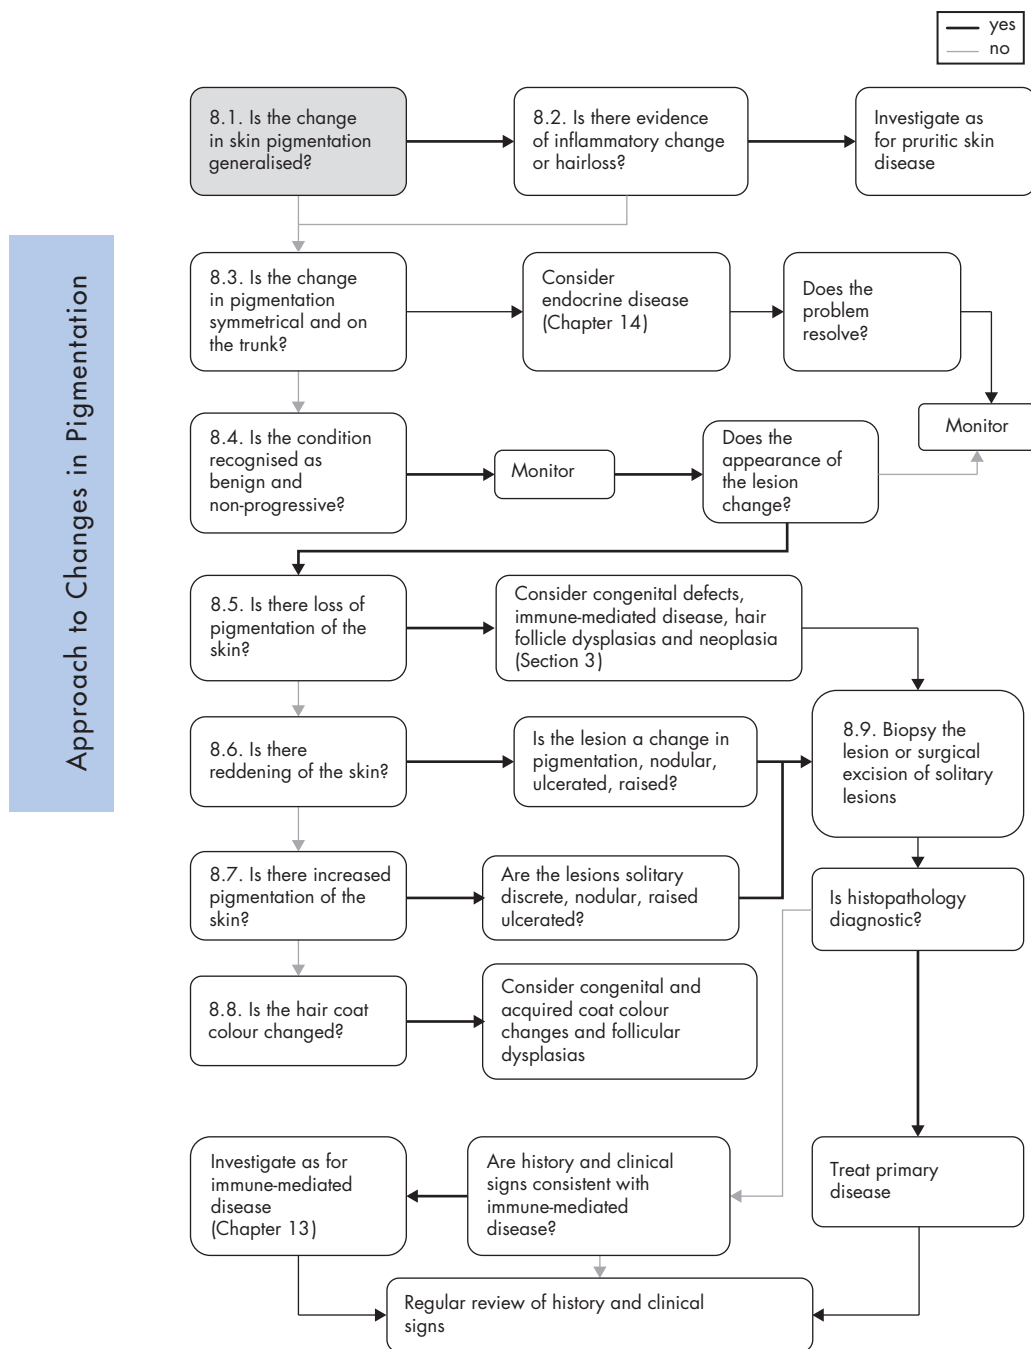 yes
no
Approach to Changes in Pigmentation
8.1. Is the change
in skin pigmentation
generalised?
8.2. Is there evidence
of inflammatory change
or hairloss?
Investigate as
for pruritic skin
disease
8.3. Is the change
in pigmentation
symmetrical and on
the trunk?
Consider
endocrine disease
(Chapter 14)
Does the
problem
resolve?
Monitor
8.4. Is the condition
recognised as
benign and
non-progressive?
Monitor
Does the
appearance of
the lesion
change?
8.5. Is there loss of
pigmentation of the
skin?
Consider congenital defects,
immune-mediated disease, hair
follicle dysplasias and neoplasia
(Section 3)
8.6. Is there
reddening of the skin?
Is the lesion a change in
pigmentation, nodular,
ulcerated, raised?
8.9. Biopsy the
lesion or surgical
excision of solitary
lesions
8.7. Is there increased
pigmentation of the
skin?
Are the lesions solitary
discrete, nodular, raised
ulcerated?
Is histopathology
diagnostic?
8.8. Is the hair coat
colour changed?
Consider congenital and
acquired coat colour
changes and follicular
dysplasias
Investigate as for
immune-mediated
disease
(Chapter 13)
Are history and clinical
signs consistent with
immune-mediated
disease?
Treat primary
disease
Regular review of history and clinical
signs